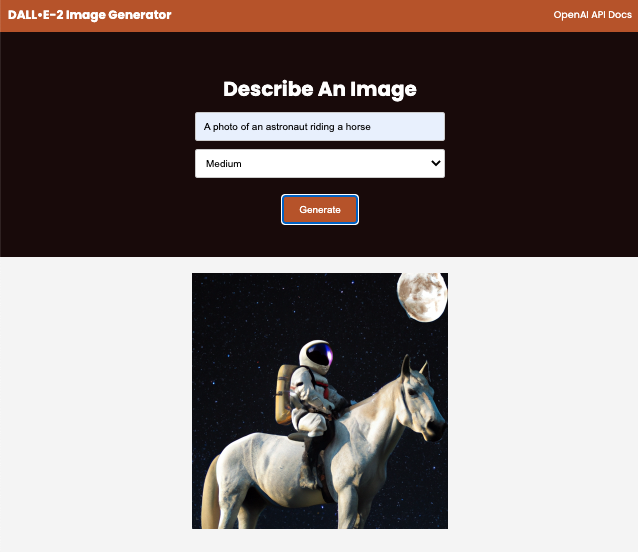 DALL•E-2 Image Generator
OpenAI API Docs
Describe An Image
A photo of an astronaut riding a horse
Medium
Generate